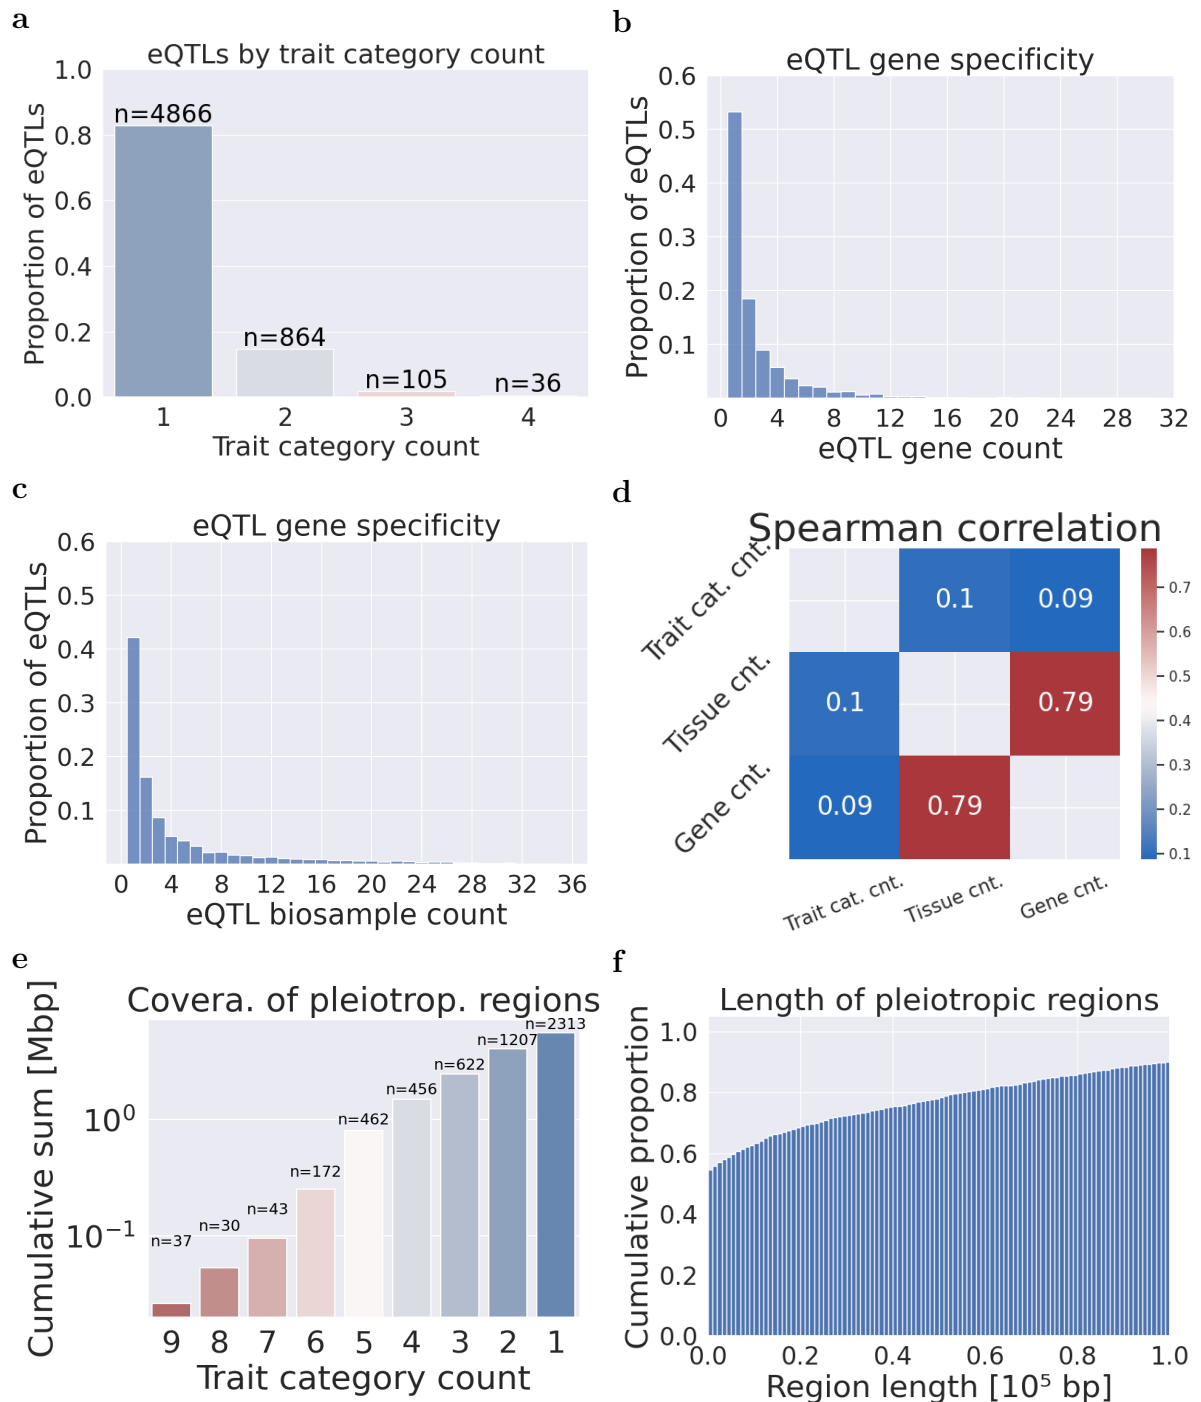 a
eQTLs by trait category count
Proportion of eQTLs
1.0
0.8
0.6
0.4
0.2
0.0
n=4866
n=864
n=105
n=36
1 2 3 4
Trait category count
b
eQTL gene specificity
Proportion of eQTLs
0.6
0.5
0.4
0.3
0.2
0.1
0 4 8 12 16 20 24 28 32
eQTL gene count
c
eQTL gene specificity
Proportion of eQTLs
0.6
0.5
0.4
0.3
0.2
0.1
0 4 8 12 16 20 24 28 32 36
eQTL biosample count
d
Spearman correlation
Trait cat. cnt.
Tissue cnt.
Gene cnt.
0.1 0.09
0.1 0.79
0.09 0.79
Trait cat. cnt. Tissue cnt. Gene cnt.
0.7
0.6
0.5
0.4
0.3
0.2
0.1
e
Covera. of pleiotrop. regions
Cumulative sum [Mbp]
10⁰
10⁻¹
n=37
n=30
n=43
n=172
n=462
n=456
n=622
n=1207
n=2313
9 8 7 6 5 4 3 2 1
Trait category count
f
Length of pleiotropic regions
Cumulative proportion
1.0
0.8
0.6
0.4
0.2
0.0
0.0 0.2 0.4 0.6 0.8 1.0
Region length [10⁵ bp]